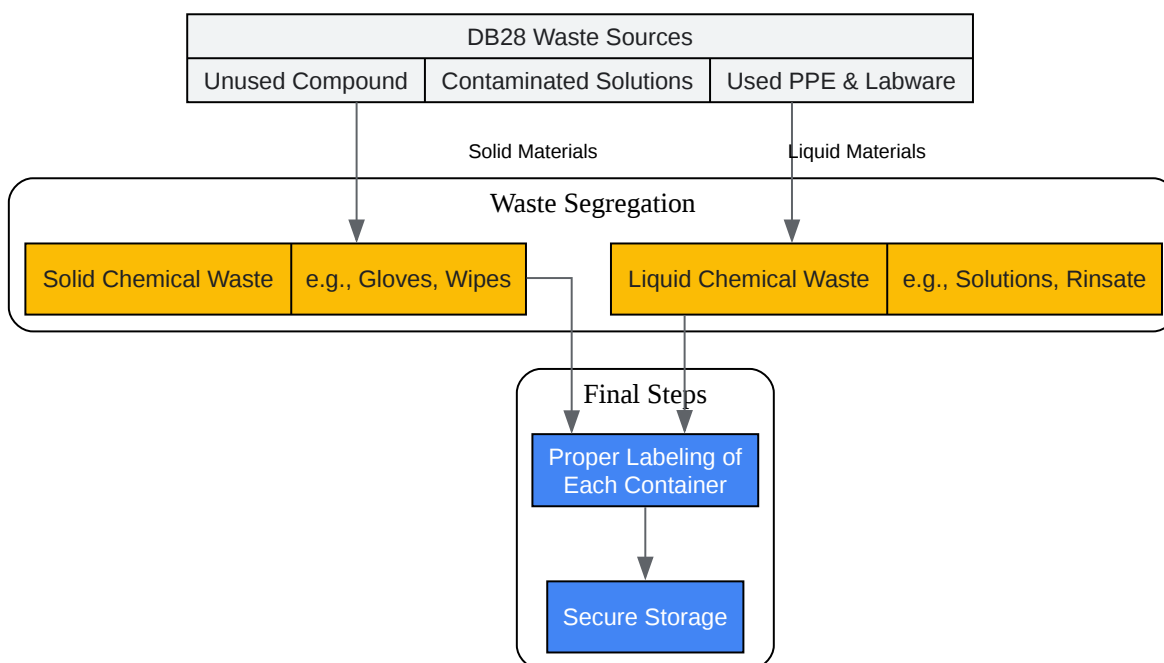 DB28 Waste Sources
Unused Compound
Contaminated Solutions
Used PPE & Labware
Solid Materials
Liquid Materials
Waste Segregation
Solid Chemical Waste
e.g., Gloves, Wipes
Liquid Chemical Waste
e.g., Solutions, Rinsate
Final Steps
Proper Labeling of
Each Container
Secure Storage